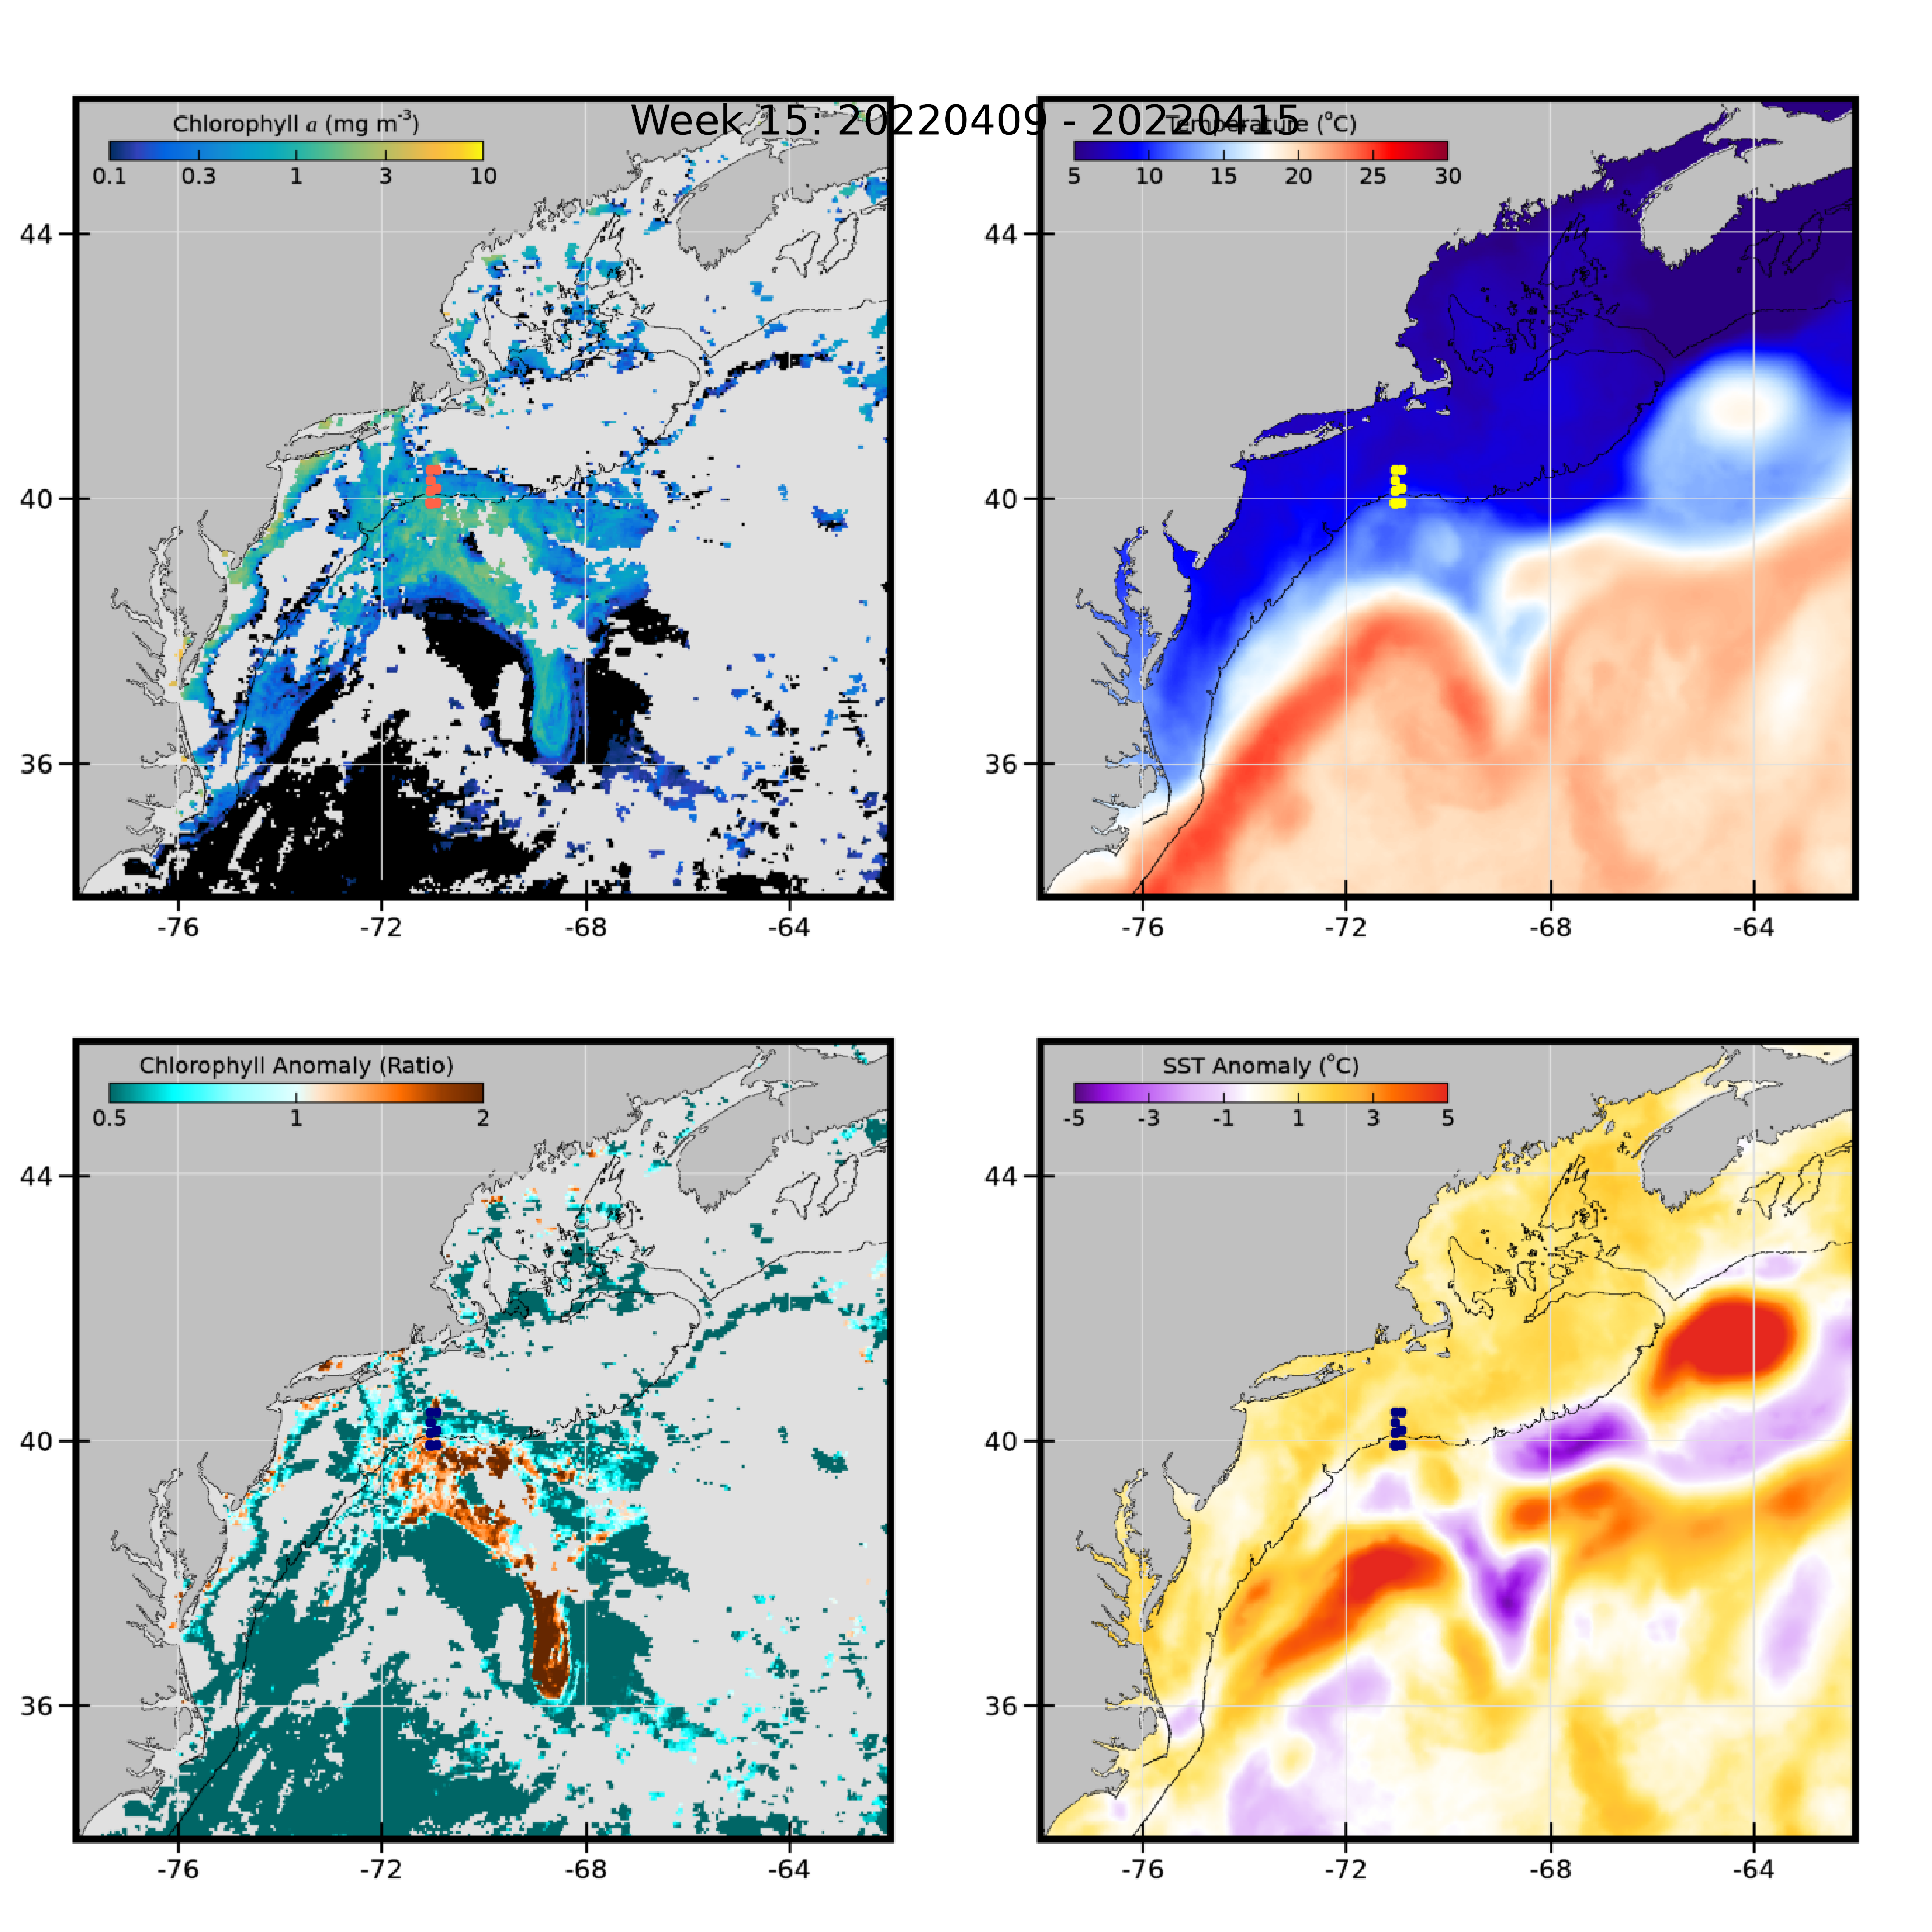 Week 15: 20220409 - 20220415
Chlorophyll a (mg m-3)
0.1 0.3 1 3 10
44
40
36
-76 -72 -68 -64
Temperature (°C)
5 10 15 20 25 30
44
40
36
-76 -72 -68 -64
Chlorophyll Anomaly (Ratio)
0.5 1 2
44
40
36
-76 -72 -68 -64
SST Anomaly (°C)
-5 -3 -1 1 3 5
44
40
36
-76 -72 -68 -64